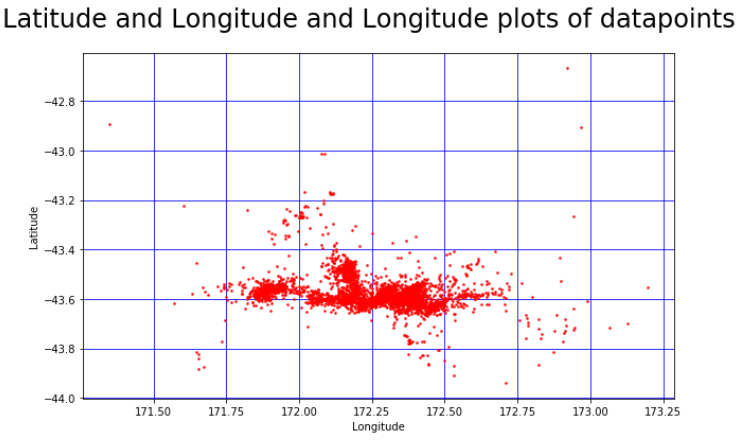 Latitude and Longitude and Longitude plots of datapoints
−42.8
−43.0
−43.2
−43.4
−43.6
−43.8
−44.0
Latitude
171.50 171.75 172.00 172.25 172.50 172.75 173.00 173.25
Longitude